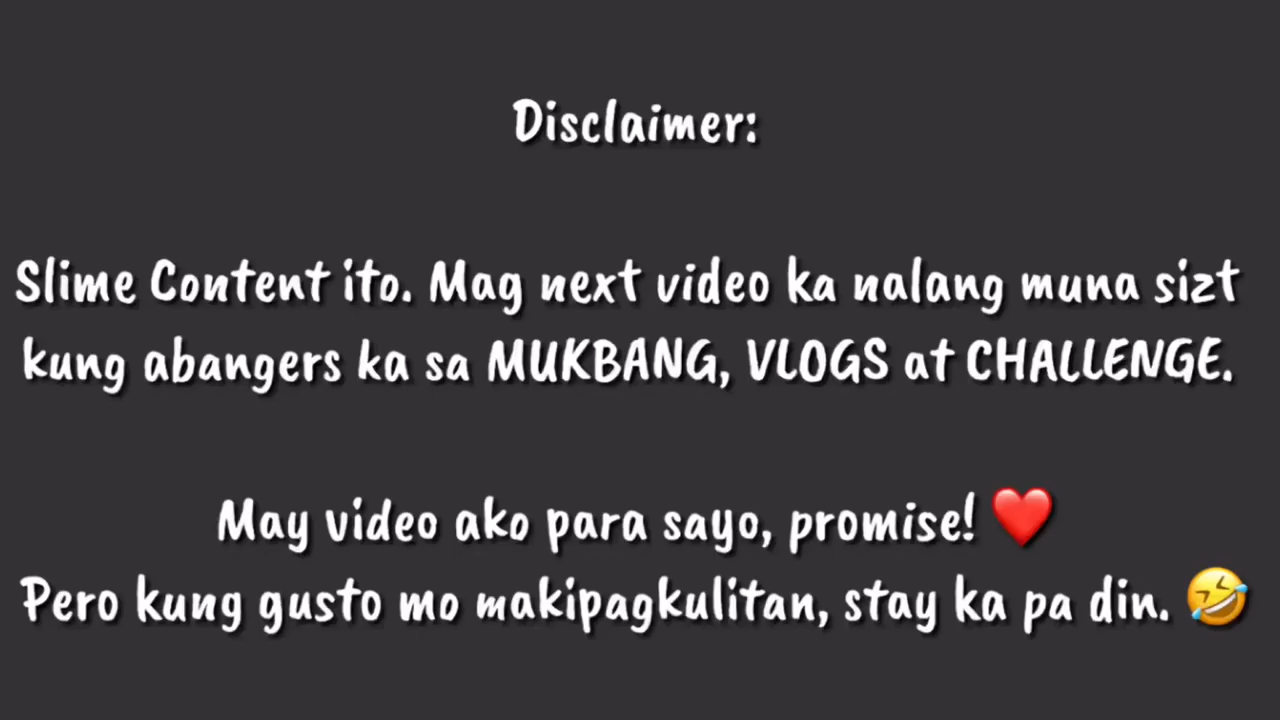 Disclaimer:
Slime Content ito. Mag next video ka nalang muna sizt
kung abangers ka sa MUKBANG, VLOGS at CHALLENGE.
May video ako para sayo, promise! ❤️
Pero kung gusto mo makipagkulitan, stay ka pa din. 🤣